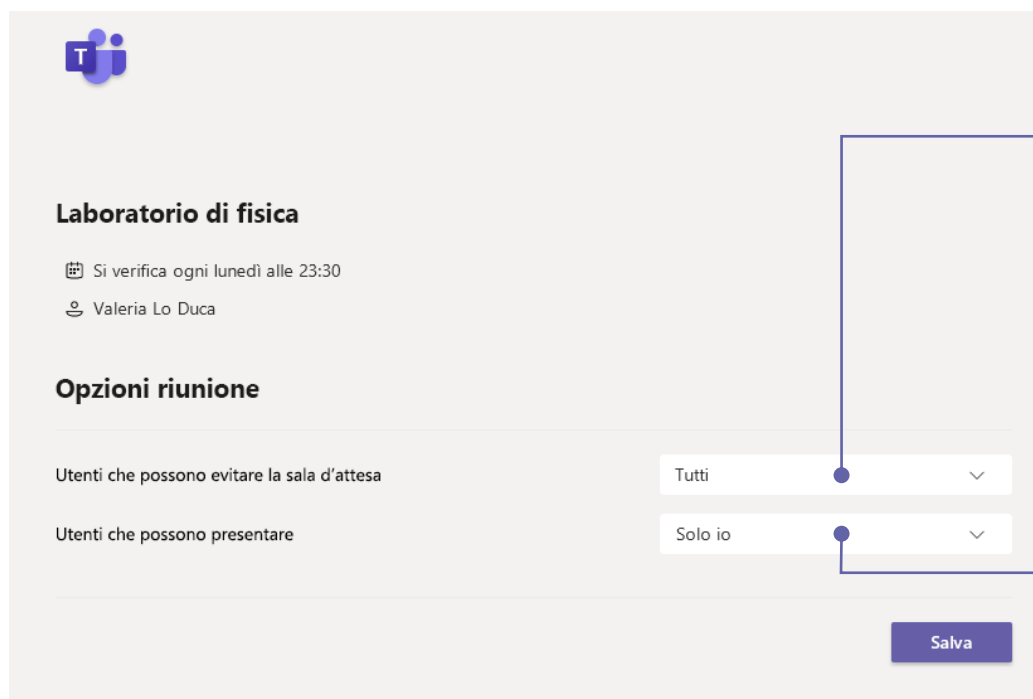 T
Laboratorio di fisica
Si verifica ogni lunedì alle 23:30
Valeria Lo Duca
Opzioni riunione
Utenti che possono evitare la sala d'attesa
Tutti
Utenti che possono presentare
Solo io
Salva